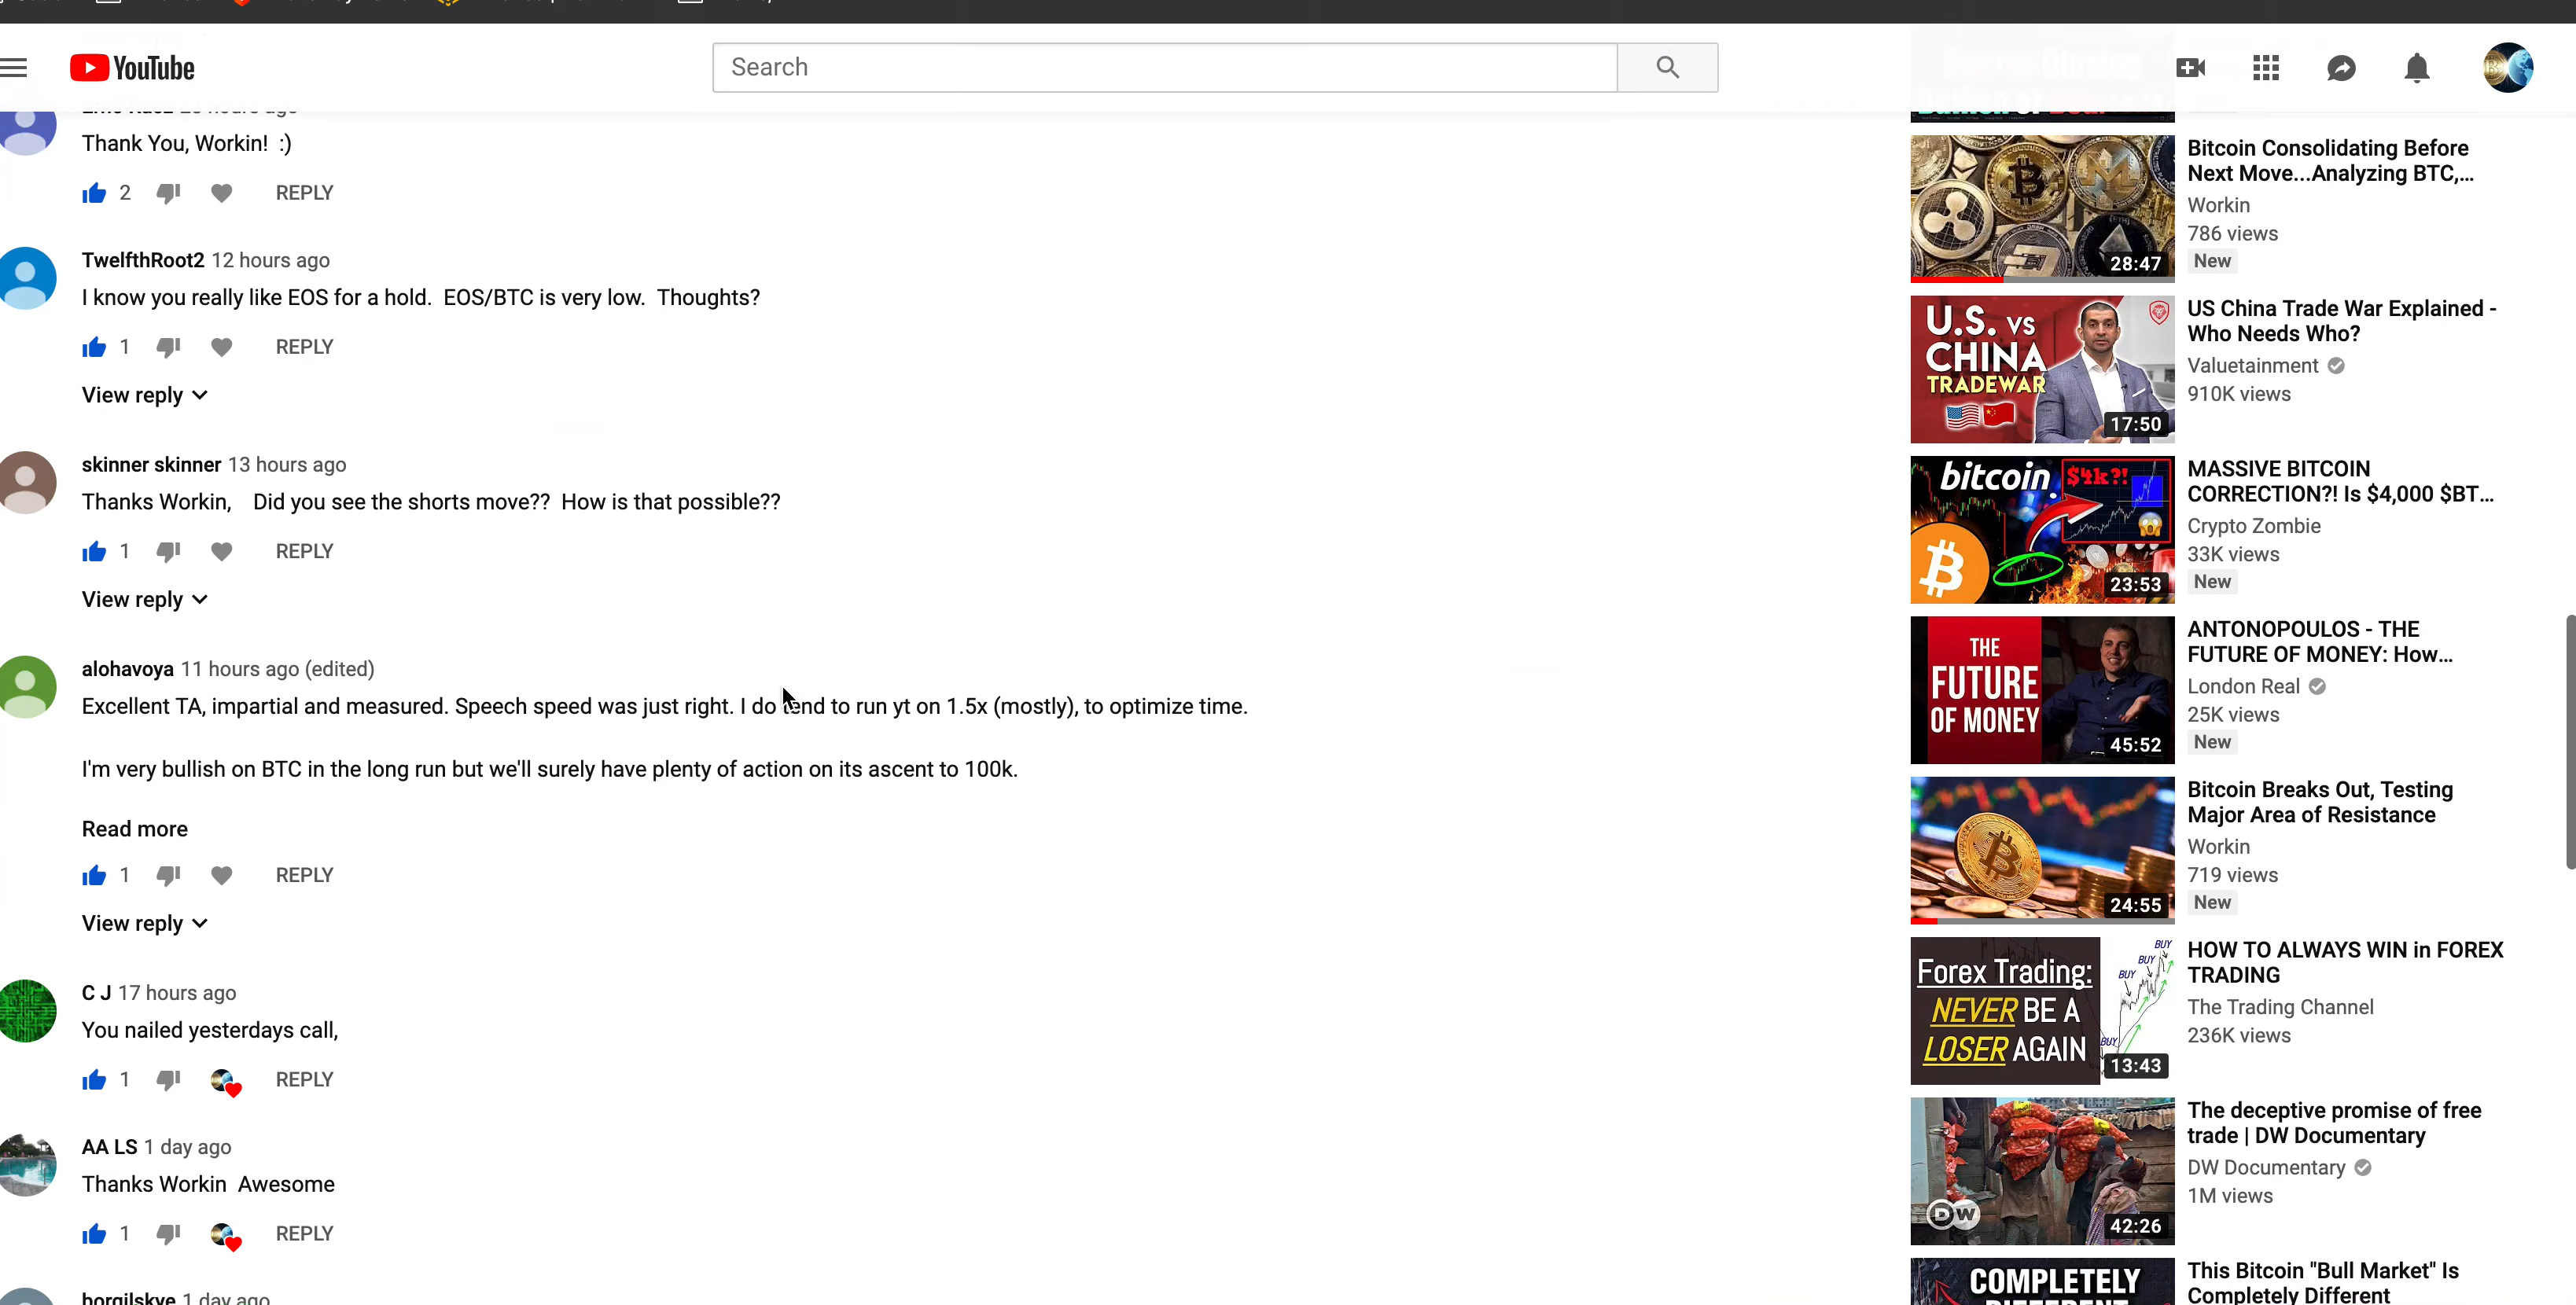 YouTube
Search
Thank You, Workin! :)
2 REPLY
TwelfthRoot2 12 hours ago
I know you really like EOS for a hold. EOS/BTC is very low. Thoughts?
1 REPLY
View reply
skinner skinner 13 hours ago
Thanks Workin, Did you see the shorts move?? How is that possible??
1 REPLY
View reply
alohavoya 11 hours ago (edited)
Excellent TA, impartial and measured. Speech speed was just right. I do tend to run yt on 1.5x (mostly), to optimize time.
I'm very bullish on BTC in the long run but we'll surely have plenty of action on its ascent to 100k.
Read more
1 REPLY
View reply
C J 17 hours ago
You nailed yesterdays call,
1 REPLY
AA LS 1 day ago
Thanks Workin Awesome
1 REPLY
borgilskye 1 day ago
28:47
Bitcoin Consolidating Before
Next Move...Analyzing BTC,...
Workin
786 views
New
U.S. vs
CHINA
TRADEWAR
17:50
US China Trade War Explained -
Who Needs Who?
Valuetainment
910K views
bitcoin
$4k?!
23:53
MASSIVE BITCOIN
CORRECTION?! Is $4,000 $BT...
Crypto Zombie
33K views
New
THE
FUTURE
OF MONEY
45:52
ANTONOPOULOS - THE
FUTURE OF MONEY: How...
London Real
25K views
New
24:55
Bitcoin Breaks Out, Testing
Major Area of Resistance
Workin
719 views
New
Forex Trading:
NEVER BE A
LOSER AGAIN
BUY
BUY
BUY
BUY
13:43
HOW TO ALWAYS WIN in FOREX
TRADING
The Trading Channel
236K views
DW
42:26
The deceptive promise of free
trade | DW Documentary
DW Documentary
1M views
COMPLETELY
DIFFERENT
This Bitcoin "Bull Market" Is
Completely Different